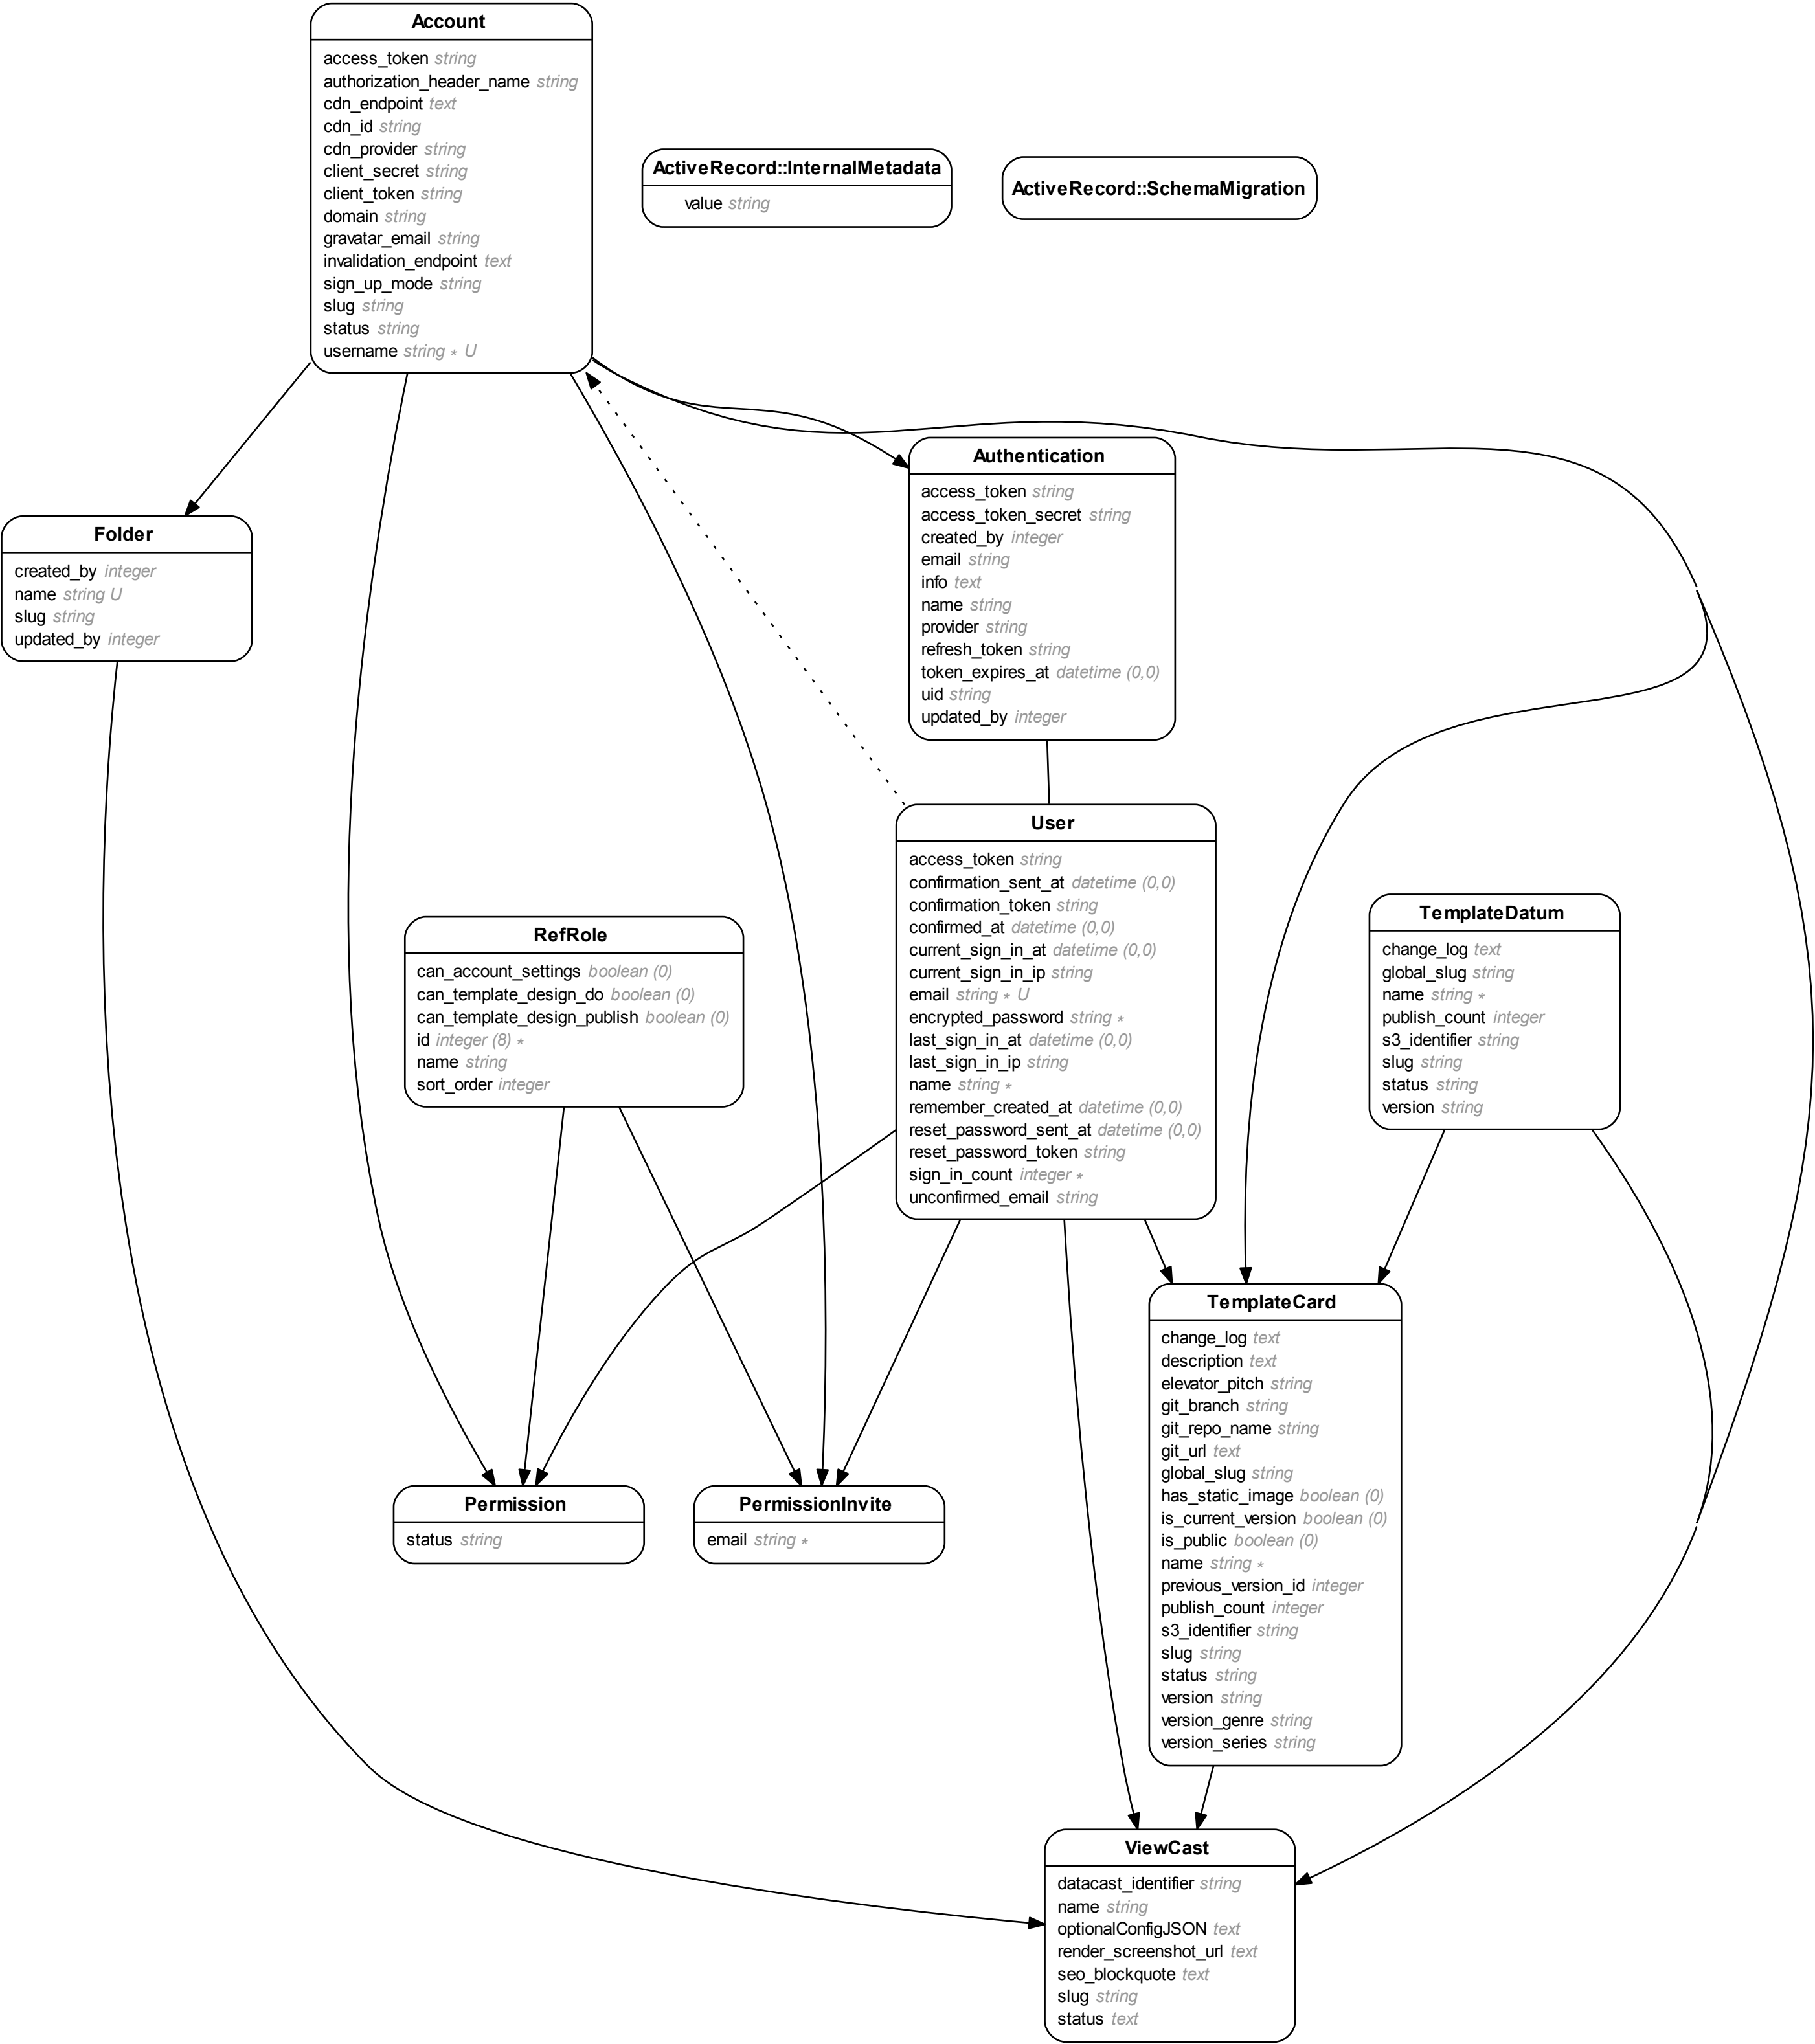 Account
access_token string
authorization_header_name string
cdn_endpoint text
cdn_id string
cdn_provider string
client_secret string
client_token string
domain string
gravatar_email string
invalidation_endpoint text
sign_up_mode string
slug string
status string
username string * U
ActiveRecord::InternalMetadata
value string
ActiveRecord::SchemaMigration
Authentication
access_token string
access_token_secret string
created_by integer
email string
info text
name string
provider string
refresh_token string
token_expires_at datetime (0,0)
uid string
updated_by integer
Folder
created_by integer
name string U
slug string
updated_by integer
User
access_token string
confirmation_sent_at datetime (0,0)
confirmation_token string
confirmed_at datetime (0,0)
current_sign_in_at datetime (0,0)
current_sign_in_ip string
email string * U
encrypted_password string *
last_sign_in_at datetime (0,0)
last_sign_in_ip string
name string *
remember_created_at datetime (0,0)
reset_password_sent_at datetime (0,0)
reset_password_token string
sign_in_count integer *
unconfirmed_email string
RefRole
can_account_settings boolean (0)
can_template_design_do boolean (0)
can_template_design_publish boolean (0)
id integer (8) *
name string
sort_order integer
TemplateDatum
change_log text
global_slug string
name string *
publish_count integer
s3_identifier string
slug string
status string
version string
TemplateCard
change_log text
description text
elevator_pitch string
git_branch string
git_repo_name string
git_url text
global_slug string
has_static_image boolean (0)
is_current_version boolean (0)
is_public boolean (0)
name string *
previous_version_id integer
publish_count integer
s3_identifier string
slug string
status string
version string
version_genre string
version_series string
Permission
status string
PermissionInvite
email string *
ViewCast
datacast_identifier string
name string
optionalConfigJSON text
render_screenshot_url text
seo_blockquote text
slug string
status text